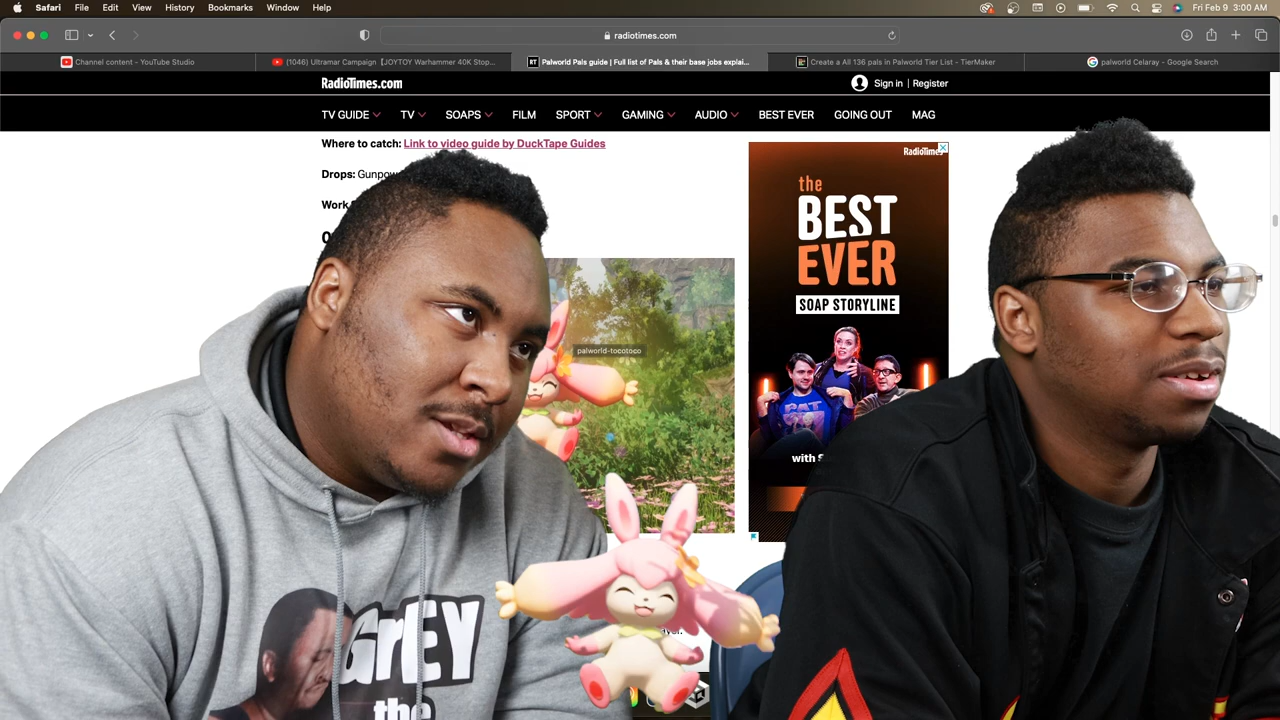 Safari File Edit View History Bookmarks Window Help Fri Feb 9 3:00 AM
radiotimes.com
Channel content - YouTube Studio
(1046) Ultramar Campaign【JOYTOY Warhammer 40K Stop...
Palworld Pals guide | Full list of Pals & their base jobs explai...
Create a All 136 pals in Palworld Tier List - TierMaker
palworld Celaray - Google Search
RadioTimes.com Sign in | Register
TV GUIDE TV SOAPS FILM SPORT GAMING AUDIO BEST EVER GOING OUT MAG
Where to catch: Link to video guide by DuckTape Guides
Drops:
Work
palworld-tocotoco
RadioTimes
the
BEST
EVER
SOAP STORYLINE
with
GrEY
the